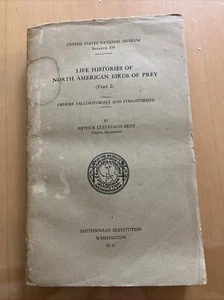 UNITED STATES NATIONAL MUSEUM
BULLETIN 170
LIFE HISTORIES OF
NORTH AMERICAN BIRDS OF PREY
(PART 2)
ORDERS FALCONIFORMES AND STRIGIFORMES
BY
ARTHUR CLEVELAND BENT
SMITHSONIAN INSTITUTION
WASHINGTON
D.C.